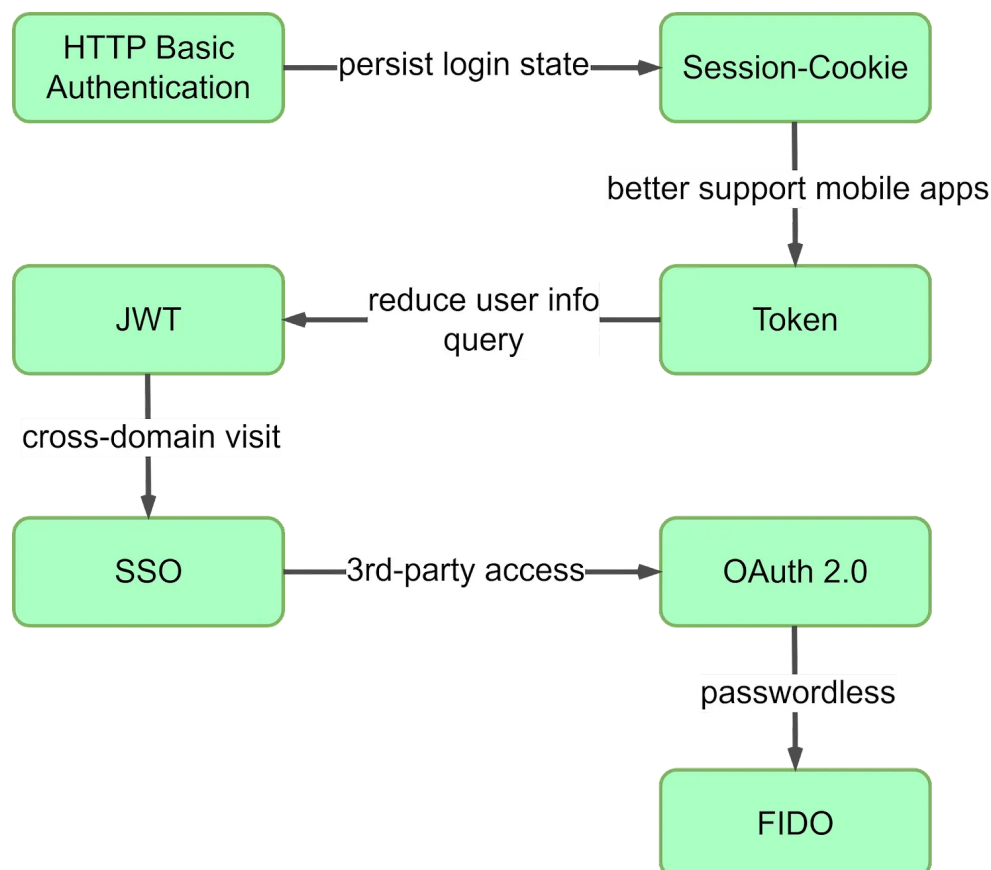 HTTP Basic
Authentication
persist login state
Session-Cookie
better support mobile apps
Token
reduce user info
query
JWT
cross-domain visit
SSO
3rd-party access
OAuth 2.0
passwordless
FIDO